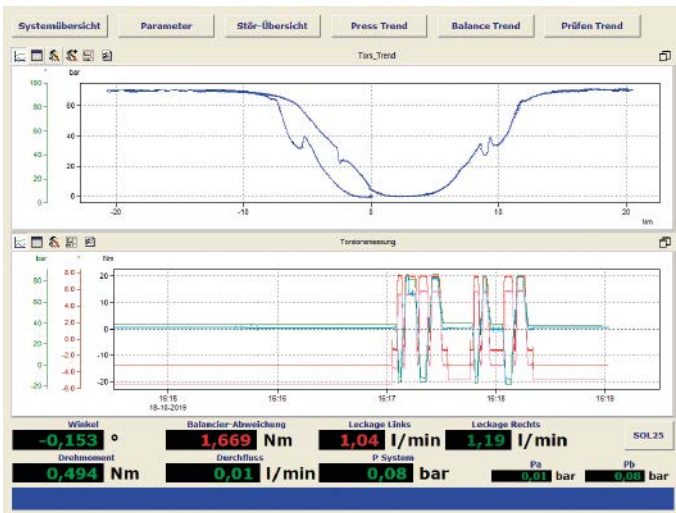 Systemübersicht Parameter Stör-Übersicht Press Trend Balance Trend Prüfen Trend
Tors_Trend
° bar
100
80 60
60 40
40 20
20
0 0
-20 -10 0 10 20
Nm
Torsionsmessung
bar ° Nm
80 8.0 20
60 6.0 10
40 4.0 0
20 2.0 -10
0 0.0 -20
-20 -2.0
-4.0
-6.0
16:15 16:16 16:17 16:18 16:19
18-10-2019
Winkel Balancier-Abweichung Leckage Links Leckage Rechts
-0,153 ° 1,669 Nm 1,04 l/min 1,19 l/min SOL25
Drehmoment Durchfluss P System Pa Pb
0,494 Nm 0,01 l/min 0,08 bar 0,01 bar 0,08 bar